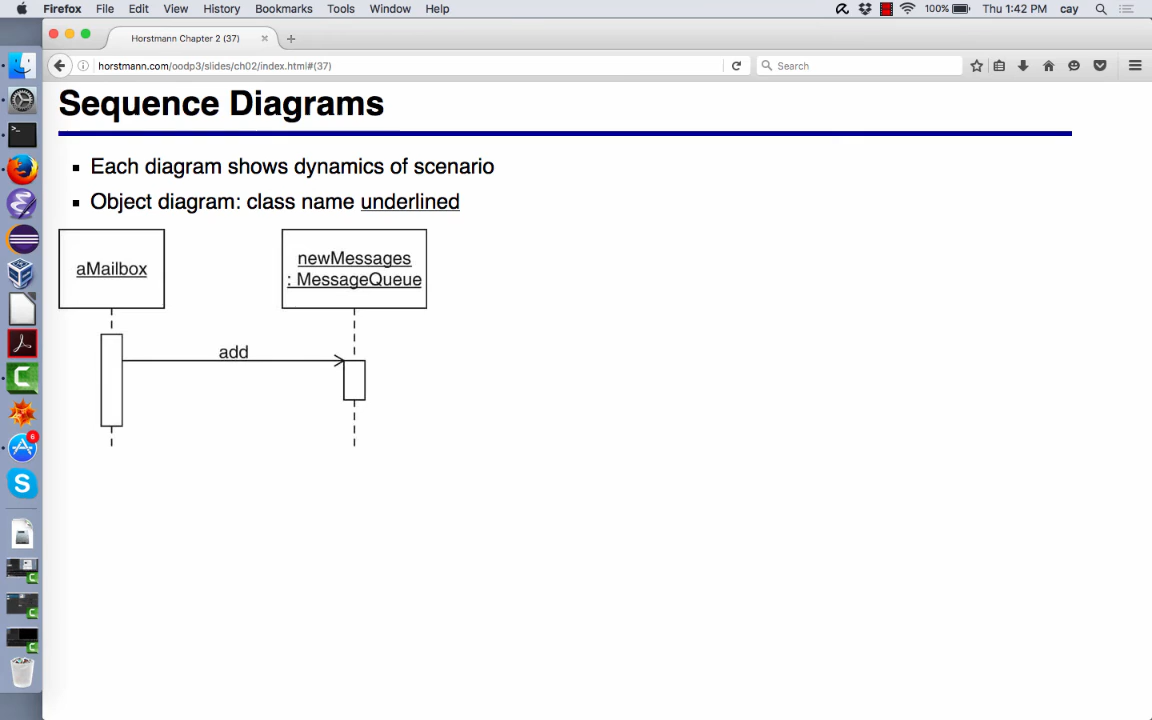 Firefox File Edit View History Bookmarks Tools Window Help 100% Thu 1:42 PM cay
Horstmann Chapter 2 (37)
horstmann.com/oodp3/slides/ch02/index.html#(37) Search
Sequence Diagrams
Each diagram shows dynamics of scenario
Object diagram: class name underlined
aMailbox
newMessages
: MessageQueue
add
6